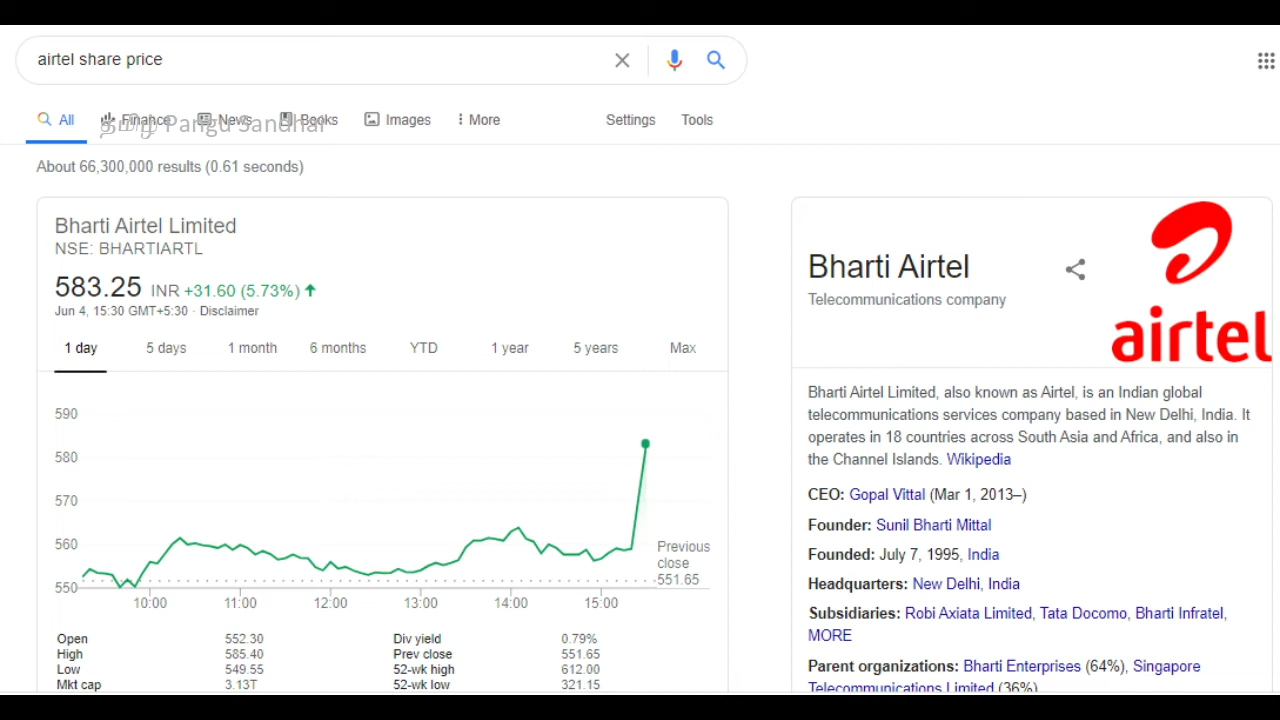 airtel share price
All Finance News Books Images More Settings Tools
தமிழ் Pangu Sandhai
About 66,300,000 results (0.61 seconds)
Bharti Airtel Limited
NSE: BHARTIARTL
583.25 INR +31.60 (5.73%)
Jun 4, 15:30 GMT+5:30 · Disclaimer
1 day 5 days 1 month 6 months YTD 1 year 5 years Max
590
580
570
560
550
Previous
close
551.65
10:00 11:00 12:00 13:00 14:00 15:00
Open 552.30 Div yield 0.79%
High 585.40 Prev close 551.65
Low 549.55 52-wk high 612.00
Mkt cap 3.13T 52-wk low 321.15
Bharti Airtel
Telecommunications company
airtel
Bharti Airtel Limited, also known as Airtel, is an Indian global
telecommunications services company based in New Delhi, India. It
operates in 18 countries across South Asia and Africa, and also in
the Channel Islands. Wikipedia
CEO: Gopal Vittal (Mar 1, 2013–)
Founder: Sunil Bharti Mittal
Founded: July 7, 1995, India
Headquarters: New Delhi, India
Subsidiaries: Robi Axiata Limited, Tata Docomo, Bharti Infratel,
MORE
Parent organizations: Bharti Enterprises (64%), Singapore
Telecommunications Limited (36%)